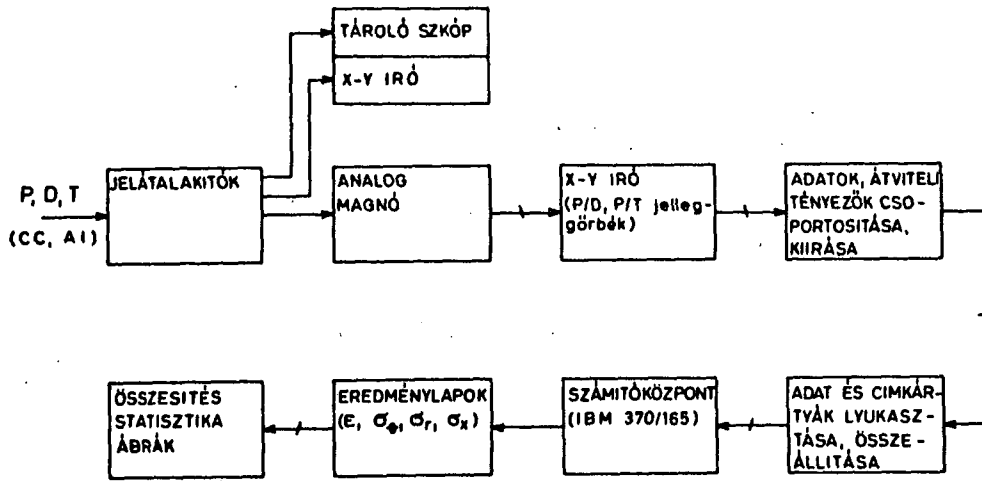 TÁROLÓ SZKÓP
X-Y IRÓ
P, D, T
(CC, AI)
JELÁTALAKITÓK
ANALOG
MAGNÓ
X-Y IRÓ
(P/D, P/T jelleg-
görbék)
ADATOK, ÁTVITELI
TÉNYEZŐK CSO-
PORTOSITÁSA,
KIIRÁSA
ÖSSZESITÉS
STATISZTIKA
ÁBRÁK
EREDMÉNYLAPOK
(E, σφ, σr, σx)
SZÁMITÓKÖZPONT
(IBM 370/165)
ADAT ÉS CIMKÁR-
TYÁK LYUKASZ-
TÁSA, ÖSSZE-
ÁLLITÁSA